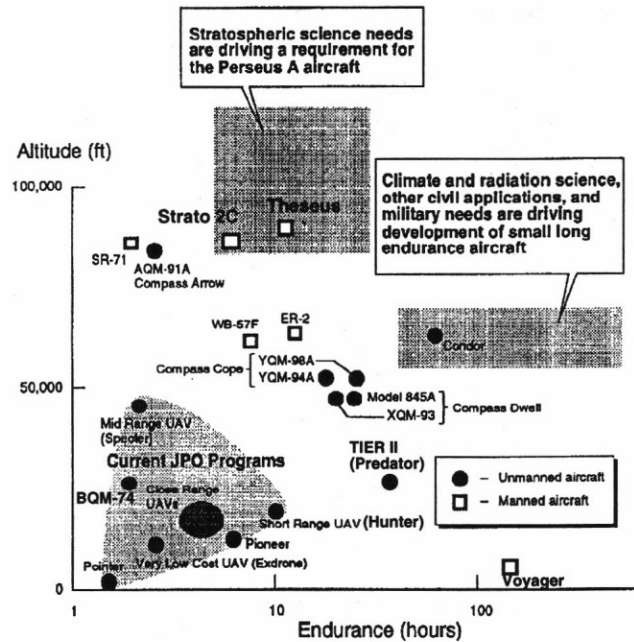 Stratospheric science needs
are driving a requirement for
the Perseus A aircraft
Altitude (ft)
100,000
Climate and radiation science,
other civil applications, and
military needs are driving
development of small long
endurance aircraft
Strato 2C
Theseus
SR-71
AQM-91A
Compass Arrow
WB-57F
ER-2
Condor
Compass Cope
YQM-98A
YQM-94A
50,000
Model 845A
XQM-93
Compass Dwell
Mid Range UAV
(Specter)
TIER II
(Predator)
Current JPO Programs
BQM-74
Close Range
UAVs
– Unmanned aircraft
– Manned aircraft
Short Range UAV (Hunter)
Pioneer
Very Low Cost UAV (Exdrone)
Pointer
Voyager
0
1
10
100
Endurance (hours)